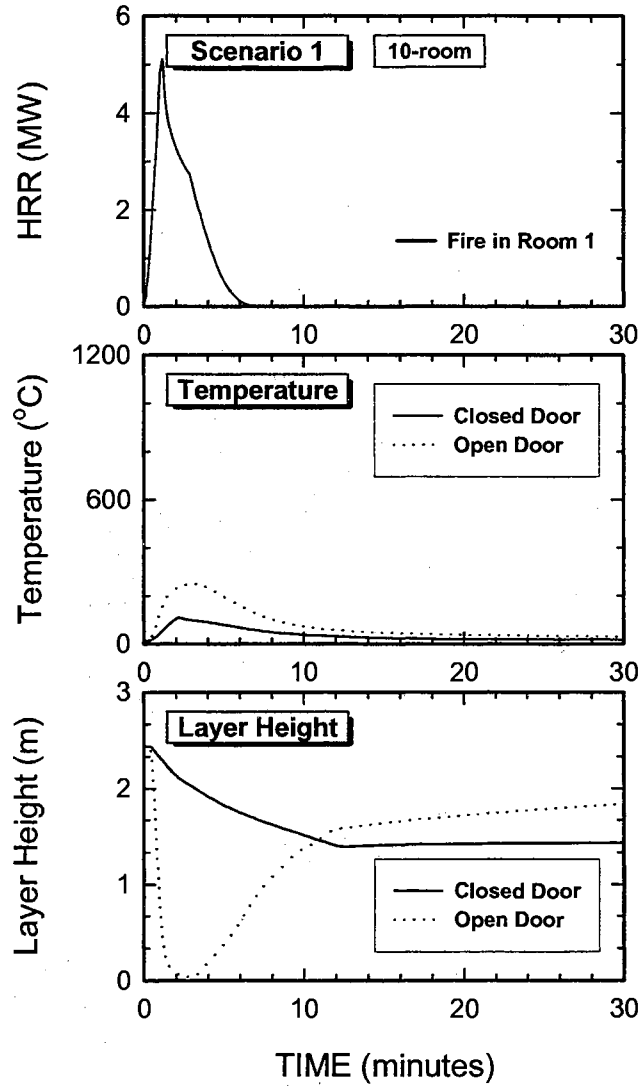 6
Scenario 1
10-room
4
HRR (MW)
2
Fire in Room 1
0
0 10 20 30
1200
Temperature
Closed Door
Open Door
Temperature (°C)
600
0
0 10 20 30
3
Layer Height
2
Layer Height (m)
1
Closed Door
Open Door
0
0 10 20 30
TIME (minutes)